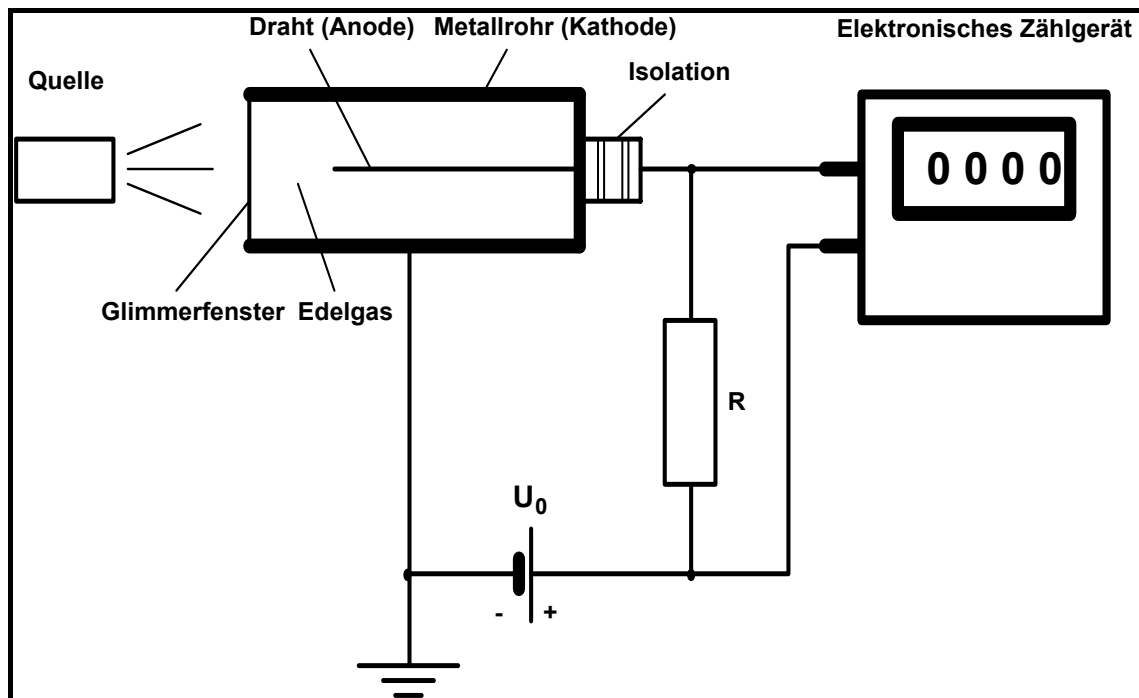 Draht (Anode) Metallrohr (Kathode)
Elektronisches Zählgerät
Isolation
Quelle
0 0 0 0
Glimmerfenster Edelgas
R
U₀
- +